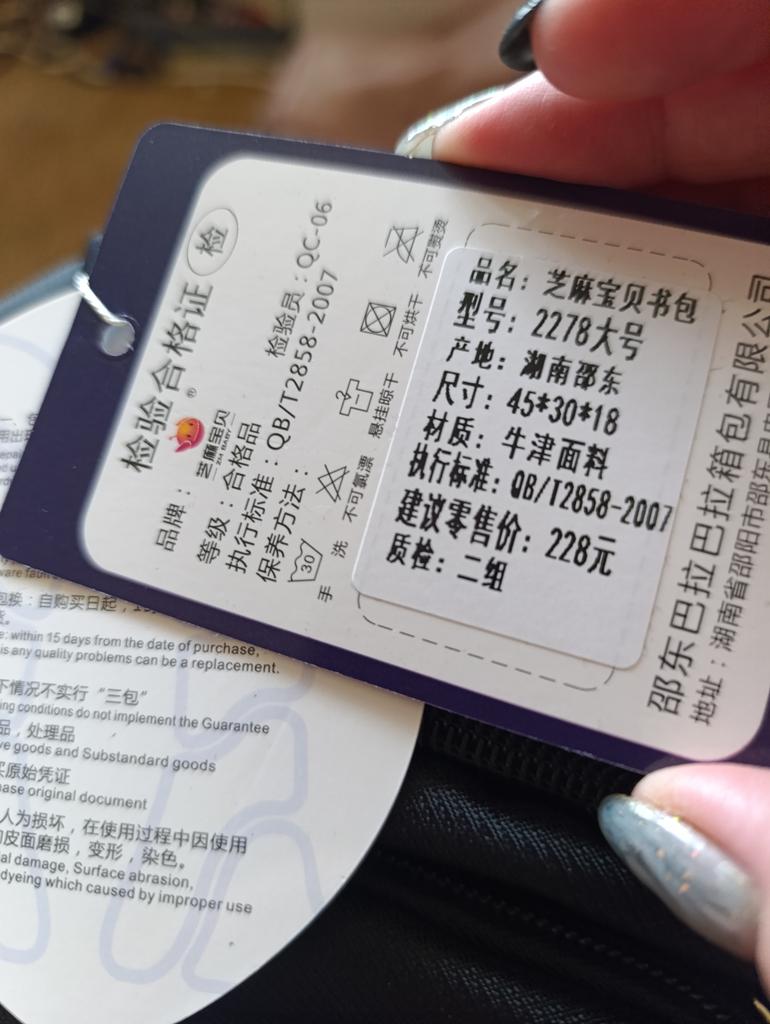 检验合格证 检
品牌：芝麻宝贝®
ZM BABY
等级：合格品 检验员：QC-06
执行标准：QB/T2858-2007
保养方法：
30
手 洗 不可氯漂 悬挂晾干 不可烘干 不可熨烫
品名：芝麻宝贝书包
型号：2278大号
产地：湖南邵东
尺寸：45*30*18
材质：牛津面料
执行标准：QB/T2858-2007
建议零售价：228元
质检：二组
邵东巴拉巴拉箱包有限公司
地址：湖南省邵阳市邵东县
包换：自购买日起，
e: within 15 days from the date of purchase,
is any quality problems can be a replacement.
下情况不实行“三包”
ing conditions do not implement the Guarantee
品，处理品
ve goods and Substandard goods
买原始凭证
hase original document
人为损坏，在使用过程中因使用
皮面磨损，变形，染色。
al damage, Surface abrasion,
dyeing which caused by improper use